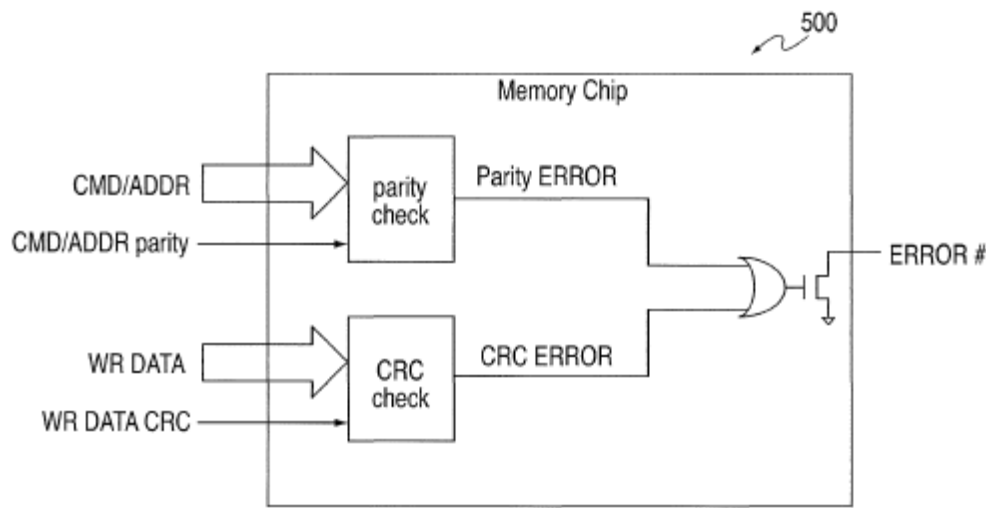 500
Memory Chip
CMD/ADDR
parity
check
Parity ERROR
CMD/ADDR parity
ERROR #
WR DATA
CRC
check
CRC ERROR
WR DATA CRC